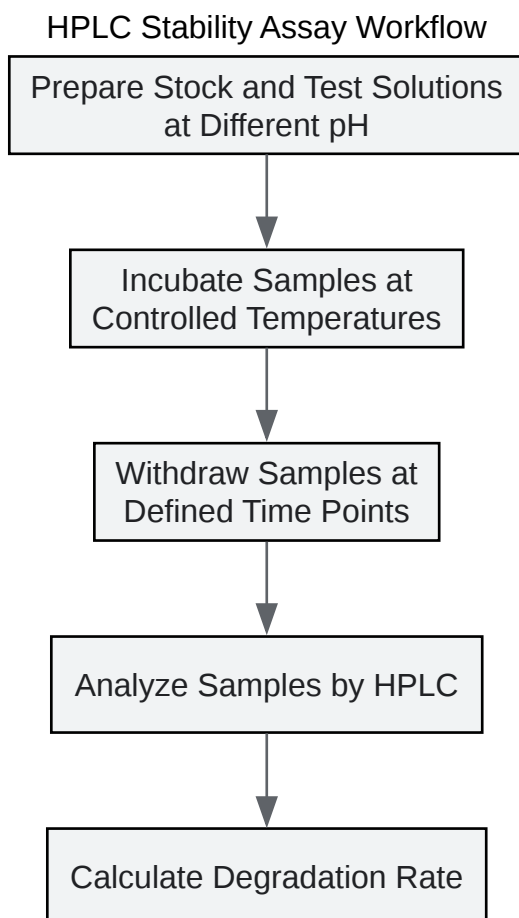 HPLC Stability Assay Workflow
Prepare Stock and Test Solutions
at Different pH
Incubate Samples at
Controlled Temperatures
Withdraw Samples at
Defined Time Points
Analyze Samples by HPLC
Calculate Degradation Rate